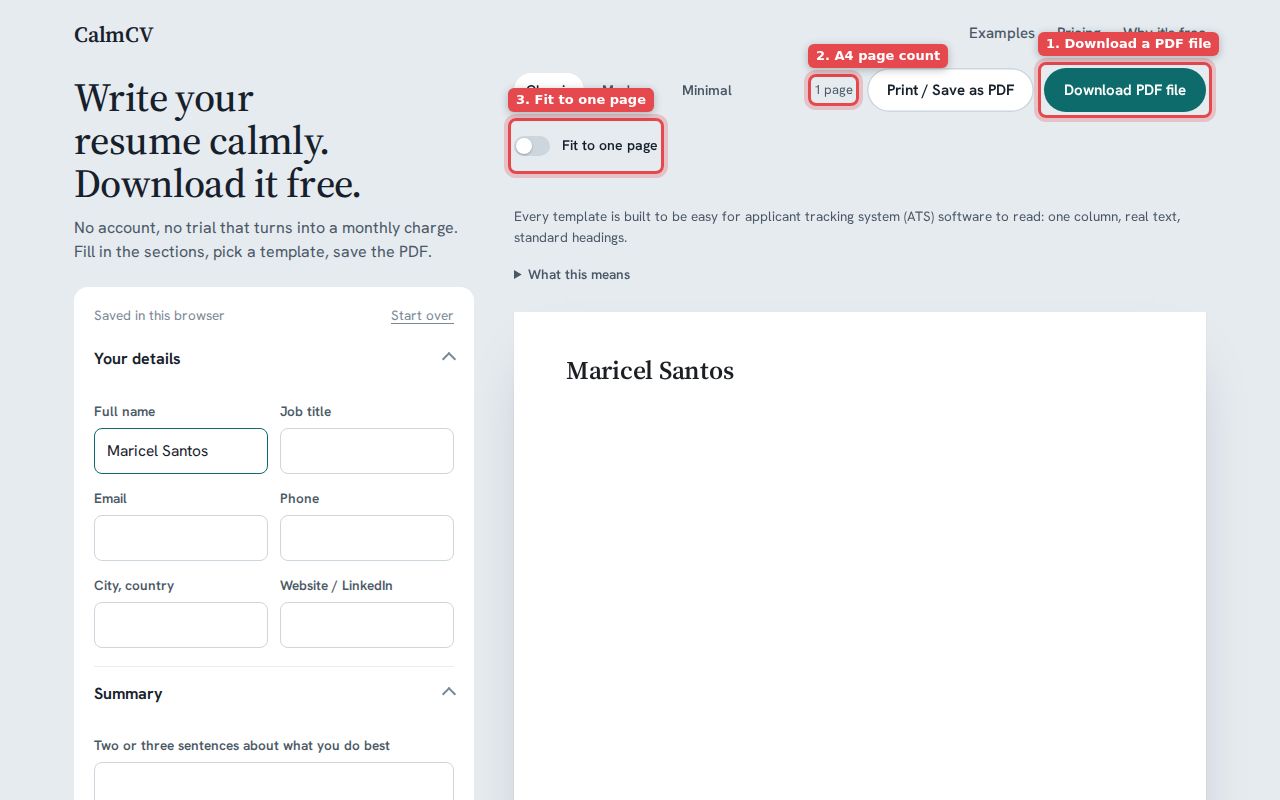 CalmCV
Examples
1. Download a PDF file
2. A4 page count
3. Fit to one page
Minimal
1 page
Print / Save as PDF
Download PDF file
Fit to one page
Write your
resume calmly.
Download it free.
No account, no trial that turns into a monthly charge.
Fill in the sections, pick a template, save the PDF.
Every template is built to be easy for applicant tracking system (ATS) software to read: one column, real text,
standard headings.
What this means
Saved in this browser
Start over
Your details
Full name
Job title
Maricel Santos
Email
Phone
City, country
Website / LinkedIn
Summary
Two or three sentences about what you do best
Maricel Santos